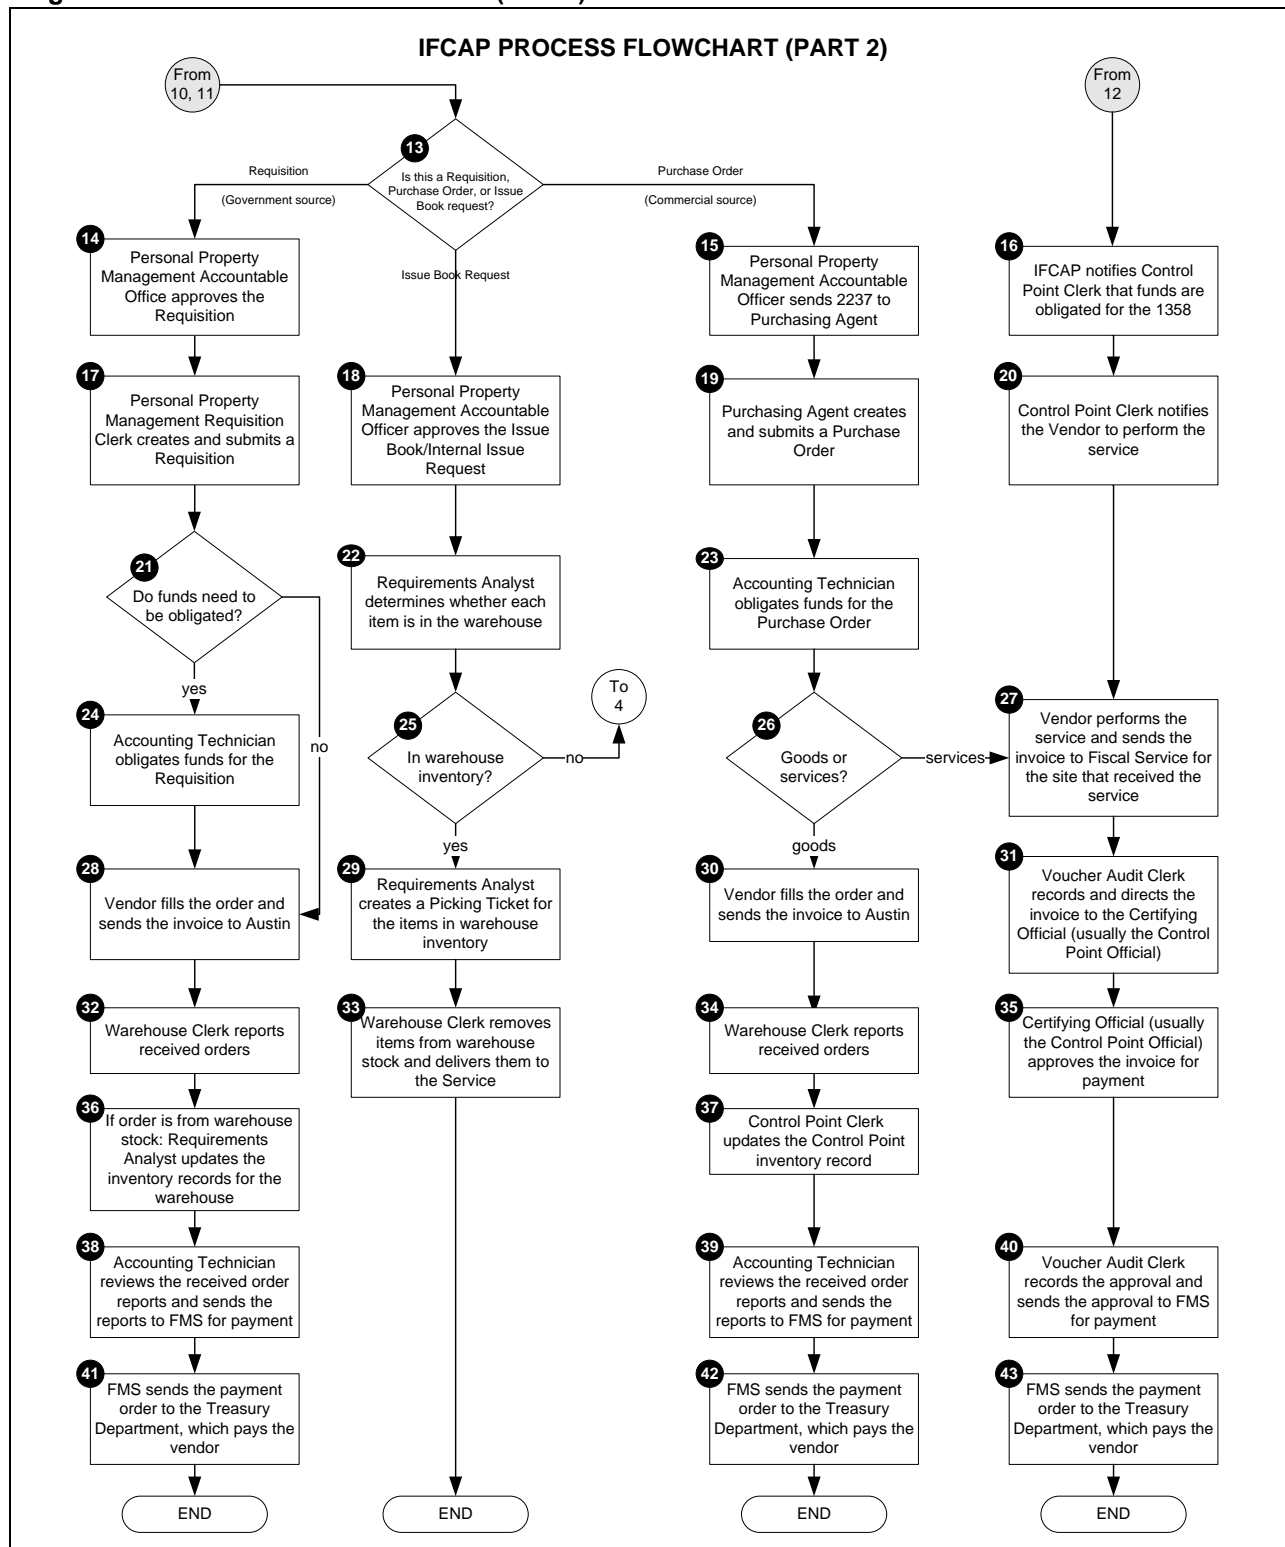 IFCAP PROCESS FLOWCHART (PART 2)
From
10, 11
From
12
13
Is this a Requisition,
Purchase Order, or Issue
Book request?
Requisition
(Government source)
Purchase Order
(Commercial source)
Issue Book Request
14
Personal Property
Management Accountable
Office approves the
Requisition
15
Personal Property
Management Accountable
Officer sends 2237 to
Purchasing Agent
16
IFCAP notifies Control
Point Clerk that funds are
obligated for the 1358
17
Personal Property
Management Requisition
Clerk creates and submits a
Requisition
18
Personal Property
Management Accountable
Officer approves the Issue
Book/Internal Issue
Request
19
Purchasing Agent creates
and submits a Purchase
Order
20
Control Point Clerk notifies
the Vendor to perform the
service
21
Do funds need to
be obligated?
yes
no
22
Requirements Analyst
determines whether each
item is in the warehouse
23
Accounting Technician
obligates funds for the
Purchase Order
24
Accounting Technician
obligates funds for the
Requisition
25
In warehouse
inventory?
no
To
4
yes
26
Goods or
services?
services
goods
27
Vendor performs the
service and sends the
invoice to Fiscal Service for
the site that received the
service
28
Vendor fills the order and
sends the invoice to Austin
29
Requirements Analyst
creates a Picking Ticket for
the items in warehouse
inventory
30
Vendor fills the order and
sends the invoice to Austin
31
Voucher Audit Clerk
records and directs the
invoice to the Certifying
Official (usually the Control
Point Official)
32
Warehouse Clerk reports
received orders
33
Warehouse Clerk removes
items from warehouse
stock and delivers them to
the Service
34
Warehouse Clerk reports
received orders
35
Certifying Official (usually
the Control Point Official)
approves the invoice for
payment
36
If order is from warehouse
stock: Requirements
Analyst updates the
inventory records for the
warehouse
37
Control Point Clerk
updates the Control Point
inventory record
38
Accounting Technician
reviews the received order
reports and sends the
reports to FMS for payment
39
Accounting Technician
reviews the received order
reports and sends the
reports to FMS for payment
40
Voucher Audit Clerk
records the approval and
sends the approval to FMS
for payment
41
FMS sends the payment
order to the Treasury
Department, which pays the
vendor
42
FMS sends the payment
order to the Treasury
Department, which pays the
vendor
43
FMS sends the payment
order to the Treasury
Department, which pays the
vendor
END
END
END
END